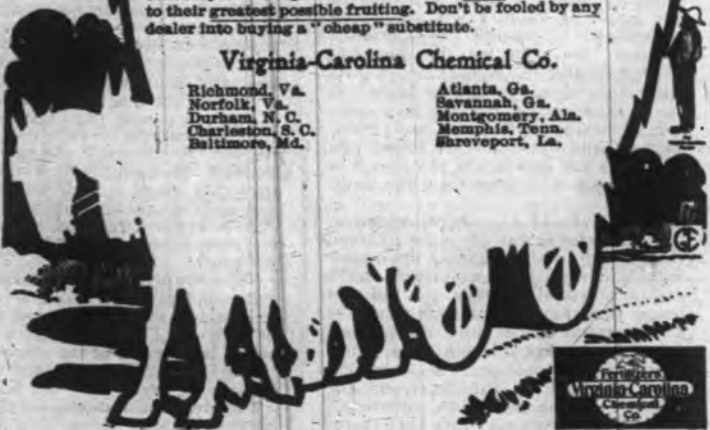 to their greatest possible fruiting. Don't be fooled by any
dealer into buying a "cheap" substitute.
Virginia-Carolina Chemical Co.
Richmond, Va.
Norfolk, Va.
Durham, N. C.
Charleston, S. C.
Baltimore, Md.
Atlanta, Ga.
Savannah, Ga.
Montgomery, Ala.
Memphis, Tenn.
Shreveport, La.
Fertilizers
Virginia-Carolina
Chemical
Co.